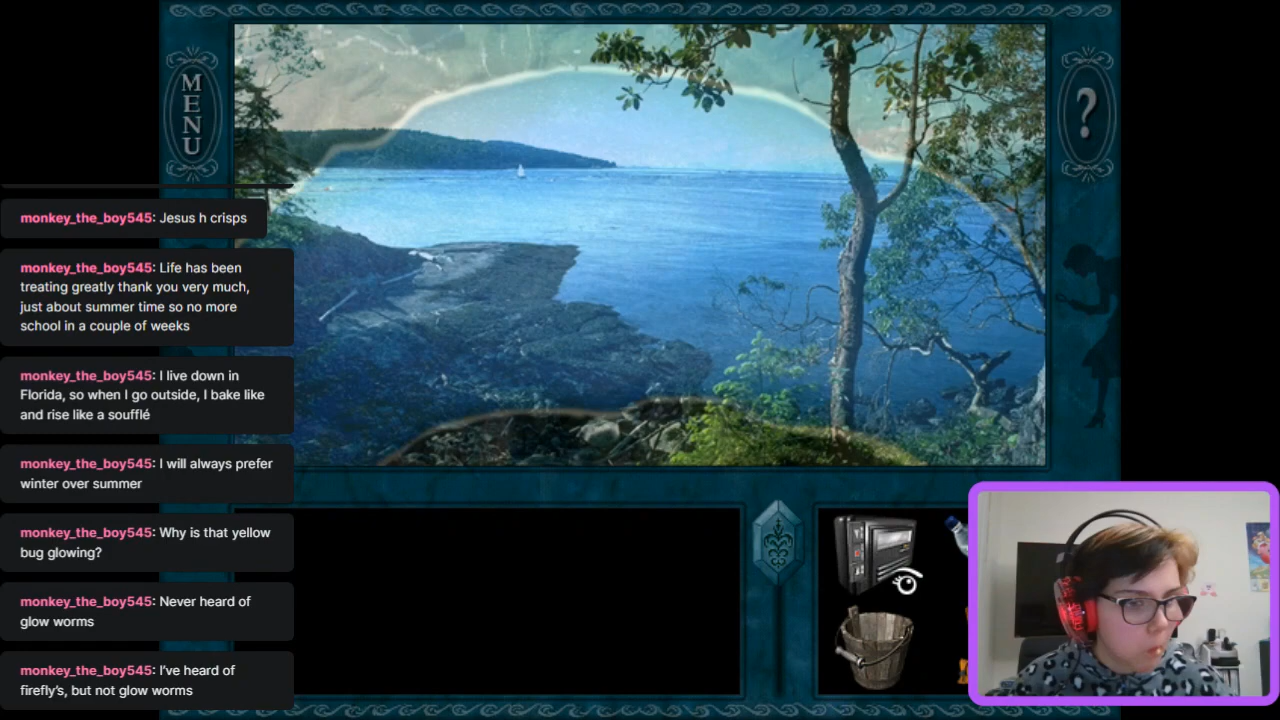 MENU
?
monkey_the_boy545: Jesus h crisps
monkey_the_boy545: Life has been
treating greatly thank you very much,
just about summer time so no more
school in a couple of weeks
monkey_the_boy545: I live down in
Florida, so when I go outside, I bake like
and rise like a soufflé
monkey_the_boy545: I will always prefer
winter over summer
monkey_the_boy545: Why is that yellow
bug glowing?
monkey_the_boy545: Never heard of
glow worms
monkey_the_boy545: I’ve heard of
firefly’s, but not glow worms